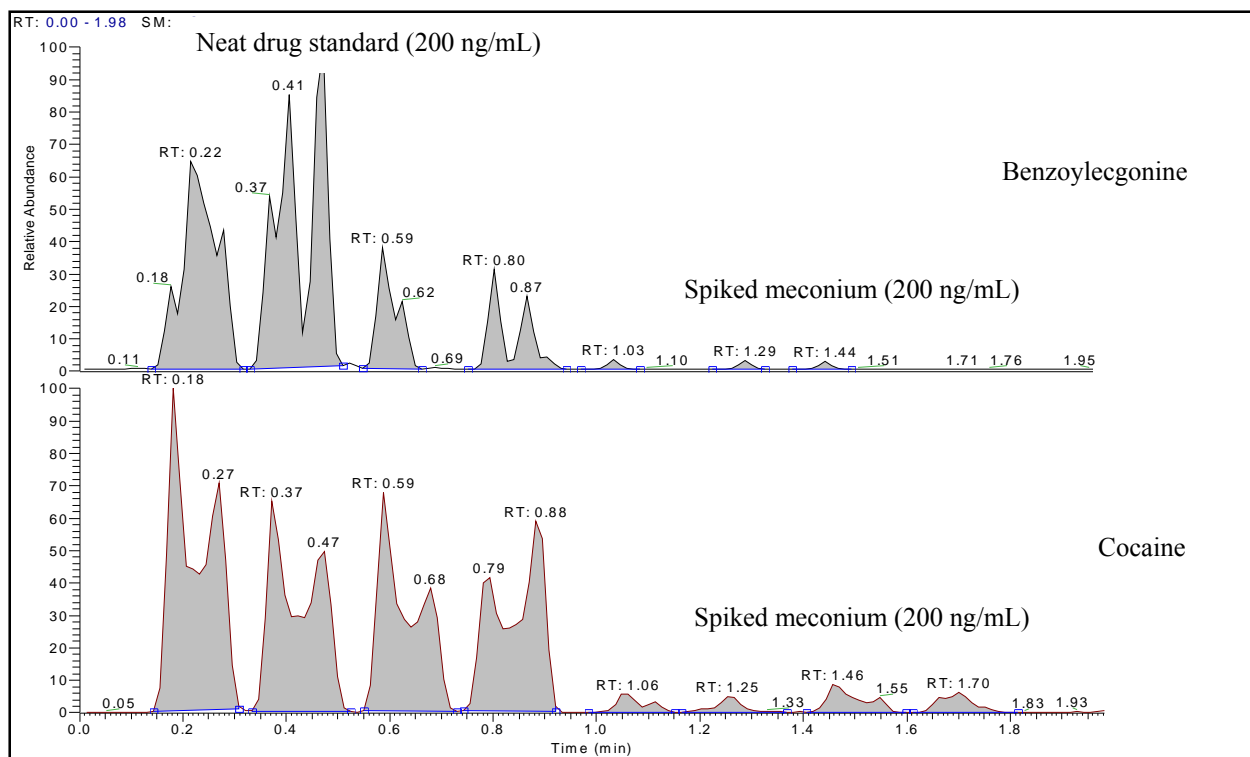 RT: 0.00 - 1.98 SM:
Neat drug standard (200 ng/mL)
Benzoylecgonine
Spiked meconium (200 ng/mL)
Relative Abundance
100
90
80
70
60
50
40
30
20
10
0
0.11
0.18
RT: 0.22
0.37
0.41
RT: 0.59
0.62
0.69
RT: 0.80
0.87
RT: 1.03
1.10
RT: 1.29
RT: 1.44
1.51
1.71
1.76
1.95
Cocaine
Spiked meconium (200 ng/mL)
100
90
80
70
60
50
40
30
20
10
0
0.05
RT: 0.18
0.27
RT: 0.37
0.47
RT: 0.59
0.68
0.79
RT: 0.88
RT: 1.06
RT: 1.25
1.33
RT: 1.46
1.55
RT: 1.70
1.83
1.93
0.0
0.2
0.4
0.6
0.8
1.0
1.2
1.4
1.6
1.8
Time (min)